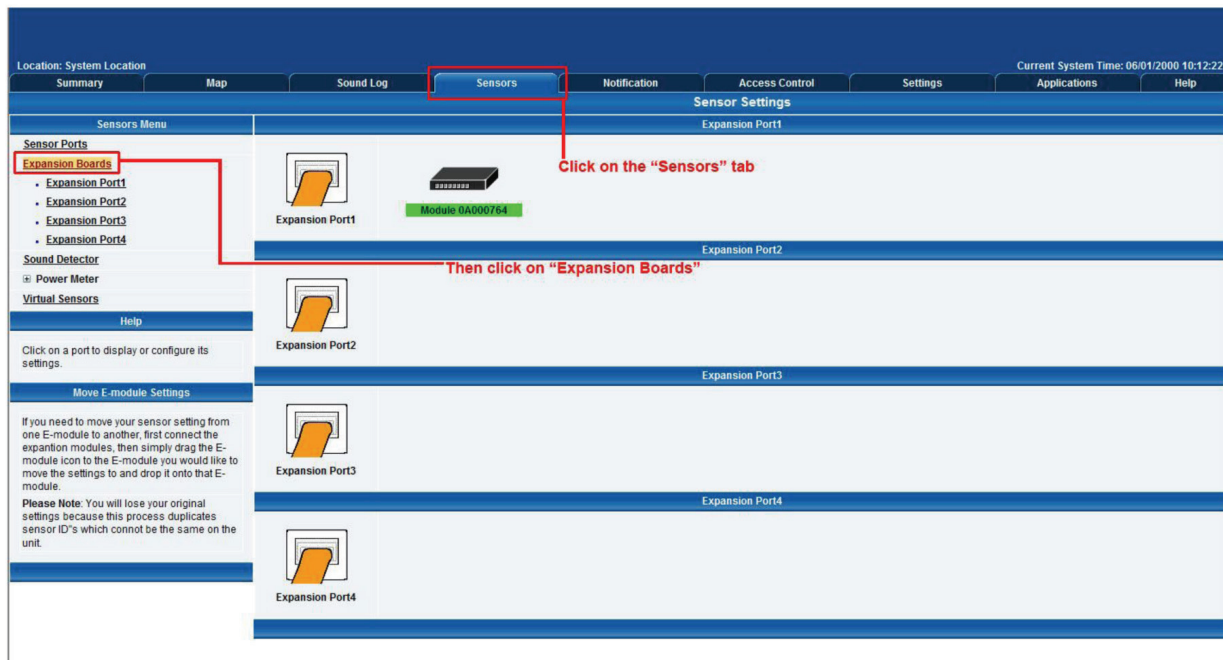 Location: System Location
Current System Time: 06/01/2000 10:12:22
Summary
Map
Sound Log
Sensors
Notification
Access Control
Settings
Applications
Help
Sensor Settings
Sensors Menu
Sensor Ports
Expansion Boards
Expansion Port1
Expansion Port2
Expansion Port3
Expansion Port4
Sound Detector
Power Meter
Virtual Sensors
Help
Click on a port to display or configure its
settings.
Move E-module Settings
If you need to move your sensor setting from
one E-module to another, first connect the
expantion modules, then simply drag the E-
module icon to the E-module you would like to
move the settings to and drop it onto that E-
module.
Please Note: You will lose your original
settings because this process duplicates
sensor ID"s which connot be the same on the
unit.
Expansion Port1
Click on the “Sensors” tab
Expansion Port1
Module 0A000764
Expansion Port2
Then click on “Expansion Boards”
Expansion Port2
Expansion Port3
Expansion Port3
Expansion Port4
Expansion Port4